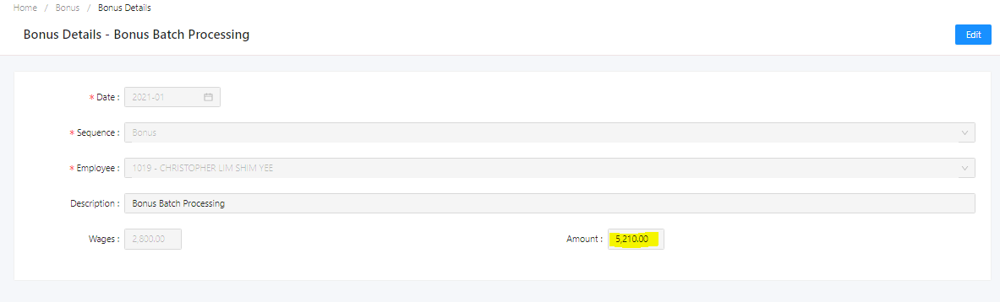 Home / Bonus / Bonus Details
Bonus Details - Bonus Batch Processing
Edit
* Date : 2021-01
* Sequence : Bonus
* Employee : 1019 - CHRISTOPHER LIM SHIM YEE
Description : Bonus Batch Processing
Wages : 2,800.00 Amount : 5,210.00